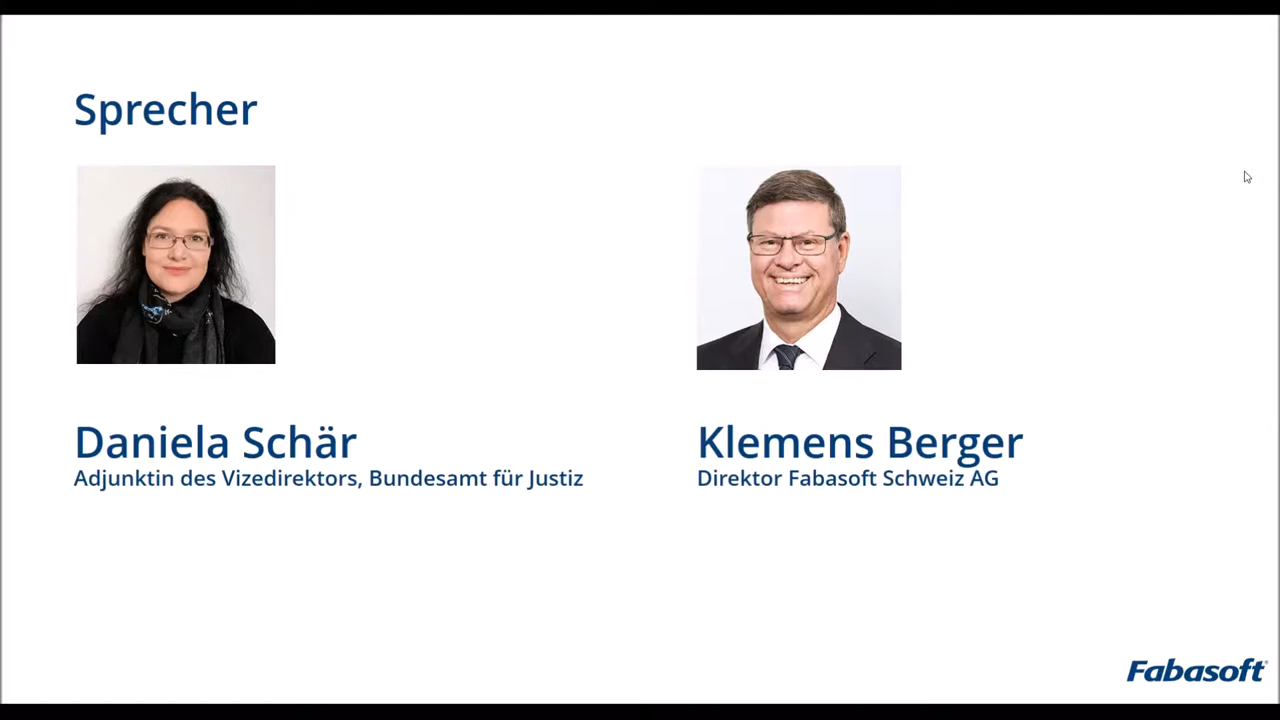 Sprecher
Daniela Schär
Adjunktin des Vizedirektors, Bundesamt für Justiz
Klemens Berger
Direktor Fabasoft Schweiz AG
Fabasoft®